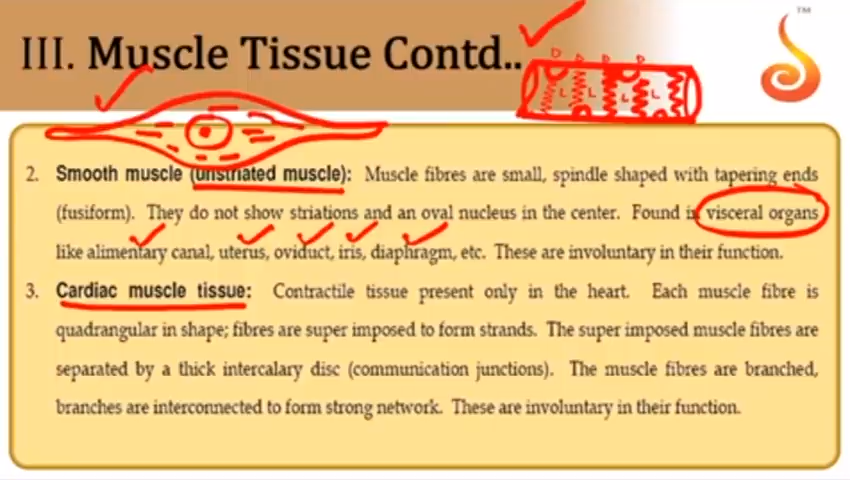 III. Muscle Tissue Contd..
TM
D D D D
L L L L
2. Smooth muscle (unstriated muscle): Muscle fibres are small, spindle shaped with tapering ends
(fusiform). They do not show striations and an oval nucleus in the center. Found in visceral organs
like alimentary canal, uterus, oviduct, iris, diaphragm, etc. These are involuntary in their function.
3. Cardiac muscle tissue: Contractile tissue present only in the heart. Each muscle fibre is
quadrangular in shape; fibres are super imposed to form strands. The super imposed muscle fibres are
separated by a thick intercalary disc (communication junctions). The muscle fibres are branched,
branches are interconnected to form strong network. These are involuntary in their function.